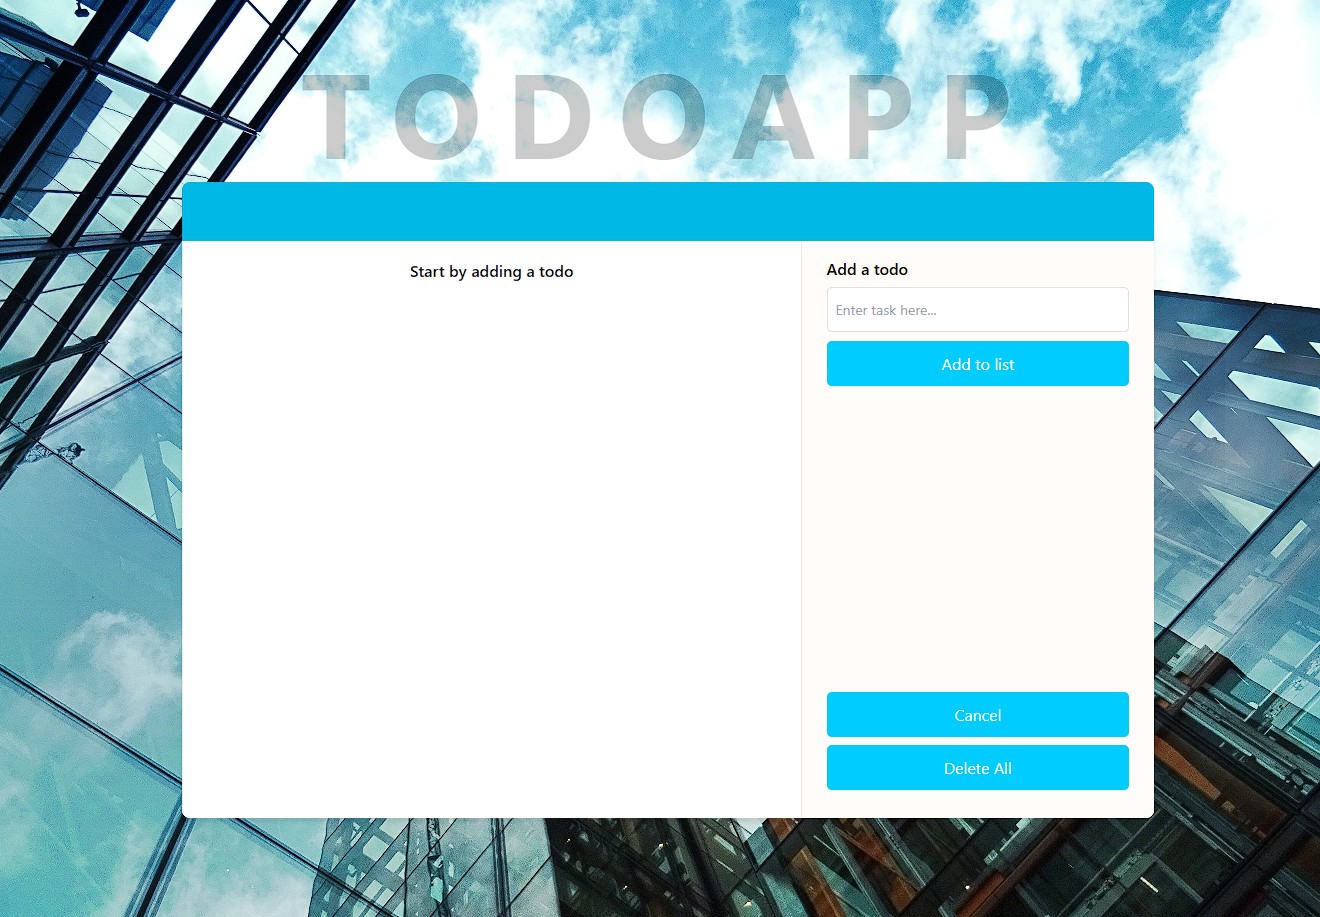 TODOAPP
Start by adding a todo
Add a todo
Enter task here...
Add to list
Cancel
Delete All